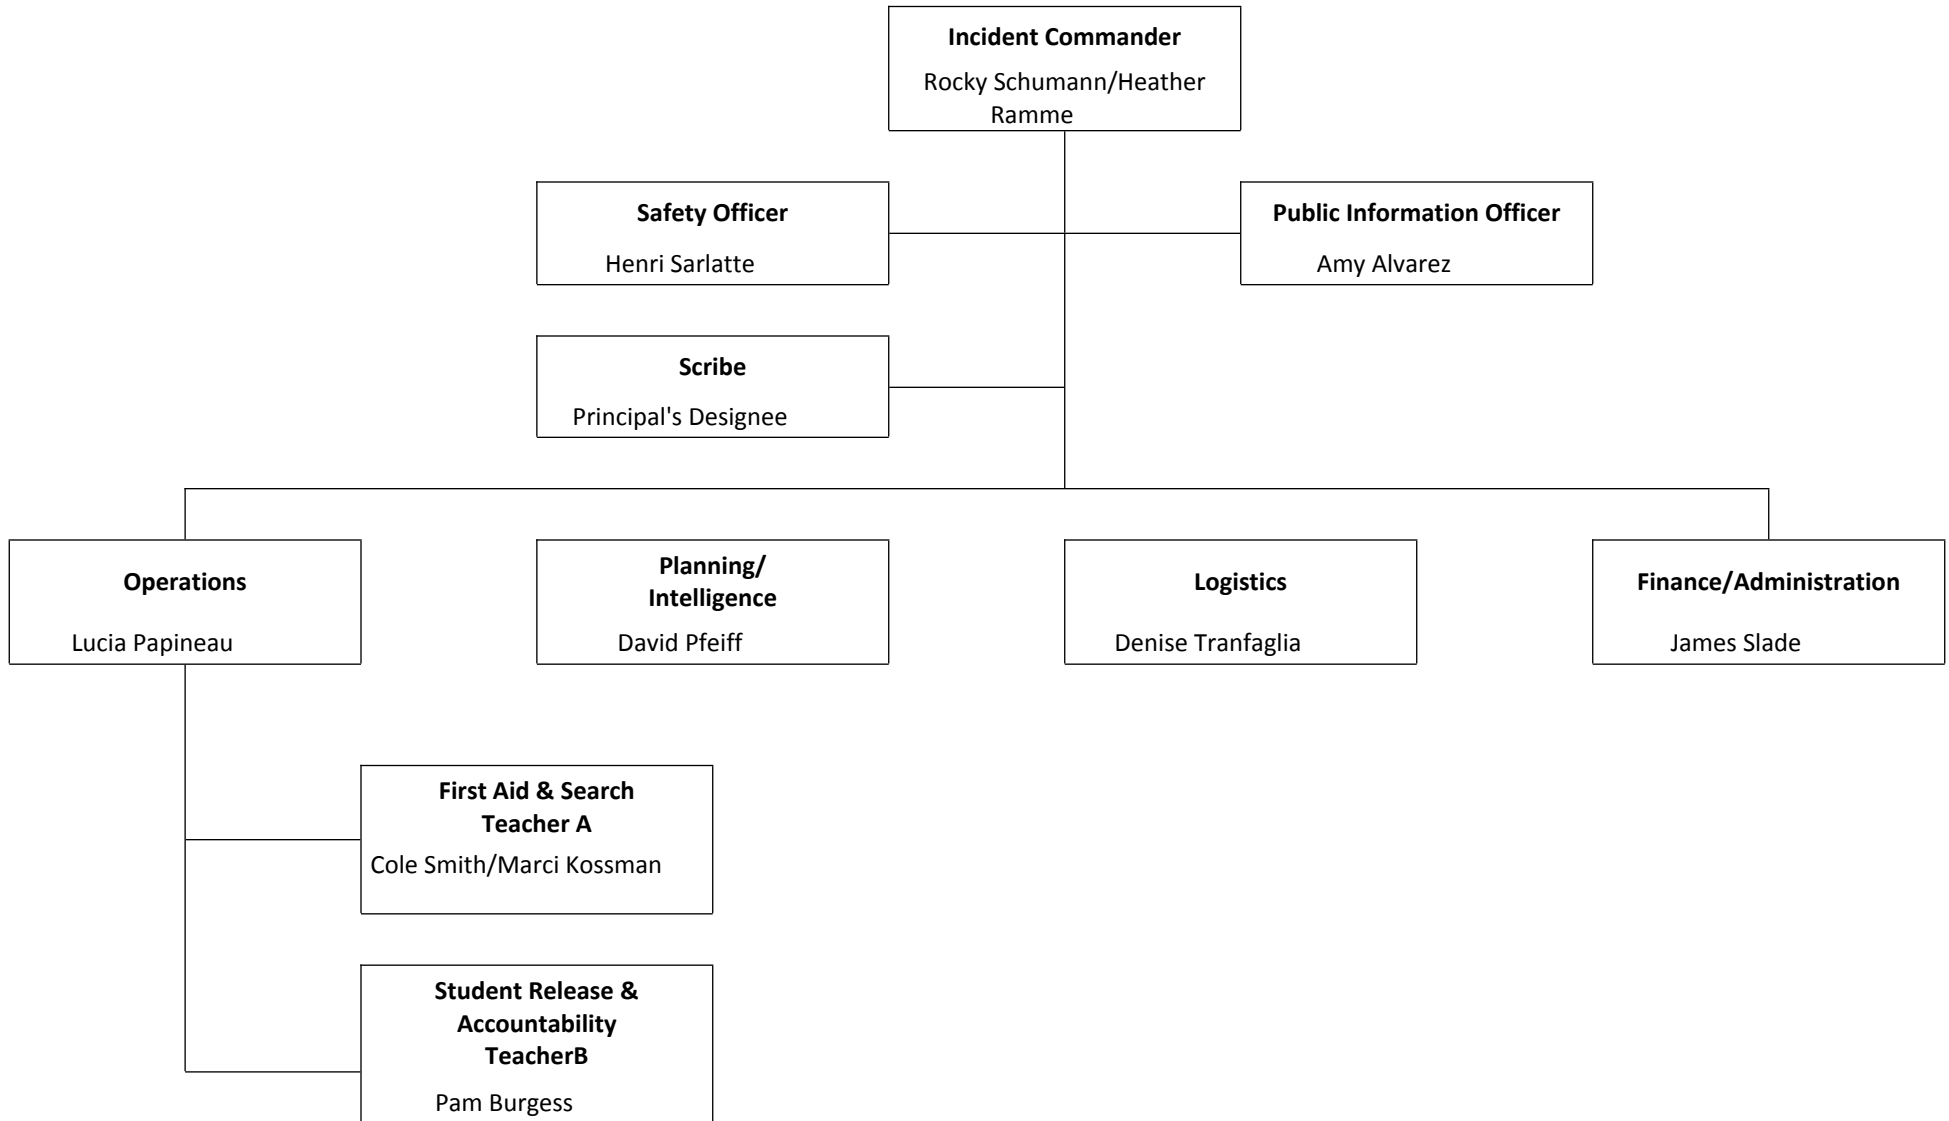 Incident Commander
Rocky Schumann/Heather
Ramme
Safety Officer
Henri Sarlatte
Public Information Officer
Amy Alvarez
Scribe
Principal's Designee
Operations
Lucia Papineau
Planning/
Intelligence
David Pfeiff
Logistics
Denise Tranfaglia
Finance/Administration
James Slade
First Aid & Search
Teacher A
Cole Smith/Marci Kossman
Student Release &
Accountability
TeacherB
Pam Burgess